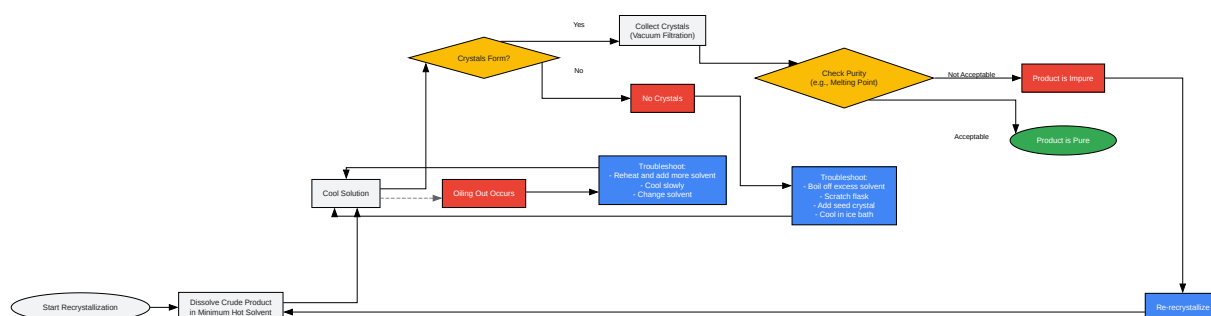 Yes
Collect Crystals
(Vacuum Filtration)
Crystals Form?
No
Check Purity
(e.g., Melting Point)
Not Acceptable
Product is Impure
No Crystals
Acceptable
Product is Pure
Cool Solution
Oiling Out Occurs
Troubleshoot:
- Reheat and add more solvent
- Cool slowly
- Change solvent
Troubleshoot:
- Boil off excess solvent
- Scratch flask
- Add seed crystal
- Cool in ice bath
Start Recrystallization
Dissolve Crude Product
in Minimum Hot Solvent
Re-recrystallize